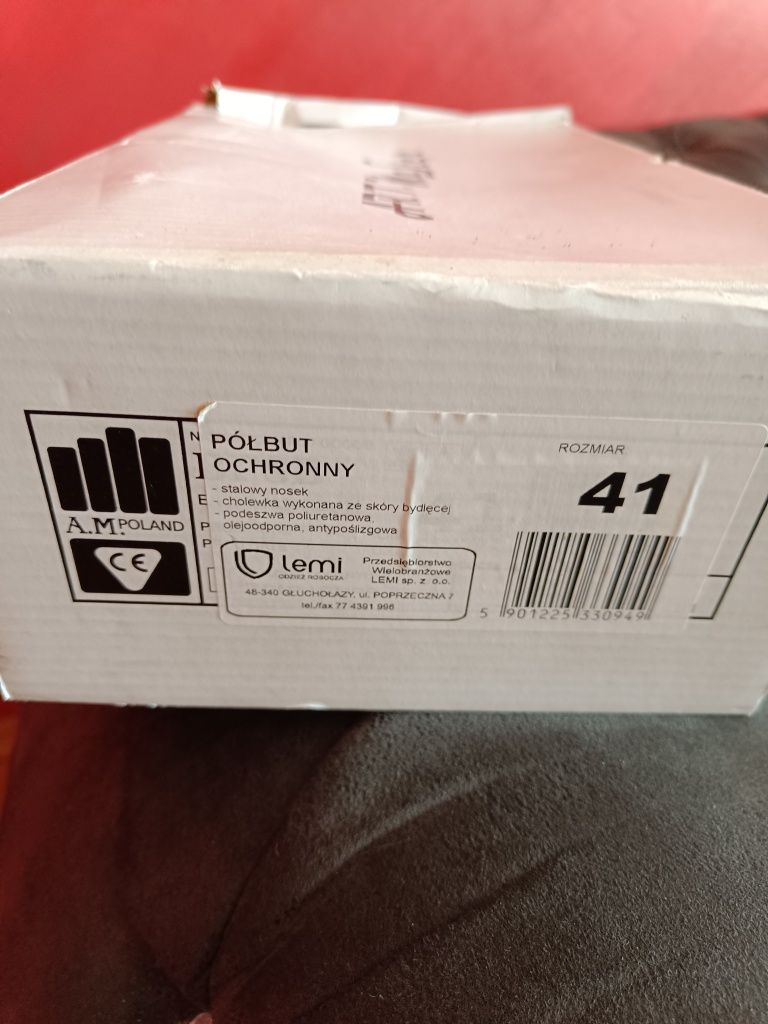 PÓŁBUT
OCHRONNY
- stalowy nosek
- cholewka wykonana ze skóry bydlęcej
- podeszwa poliuretanowa,
olejoodporna, antypoślizgowa
ROZMIAR
41
A.M. POLAND
CE
lemi
ODZIEŻ ROBOCZA
Przedsiębiorstwo
Wielobranżowe
LEMI sp. z o.o.
48-340 GŁUCHOŁAZY, ul. POPRZECZNA 7
tel./fax 77 4391 996
5 901225 330949